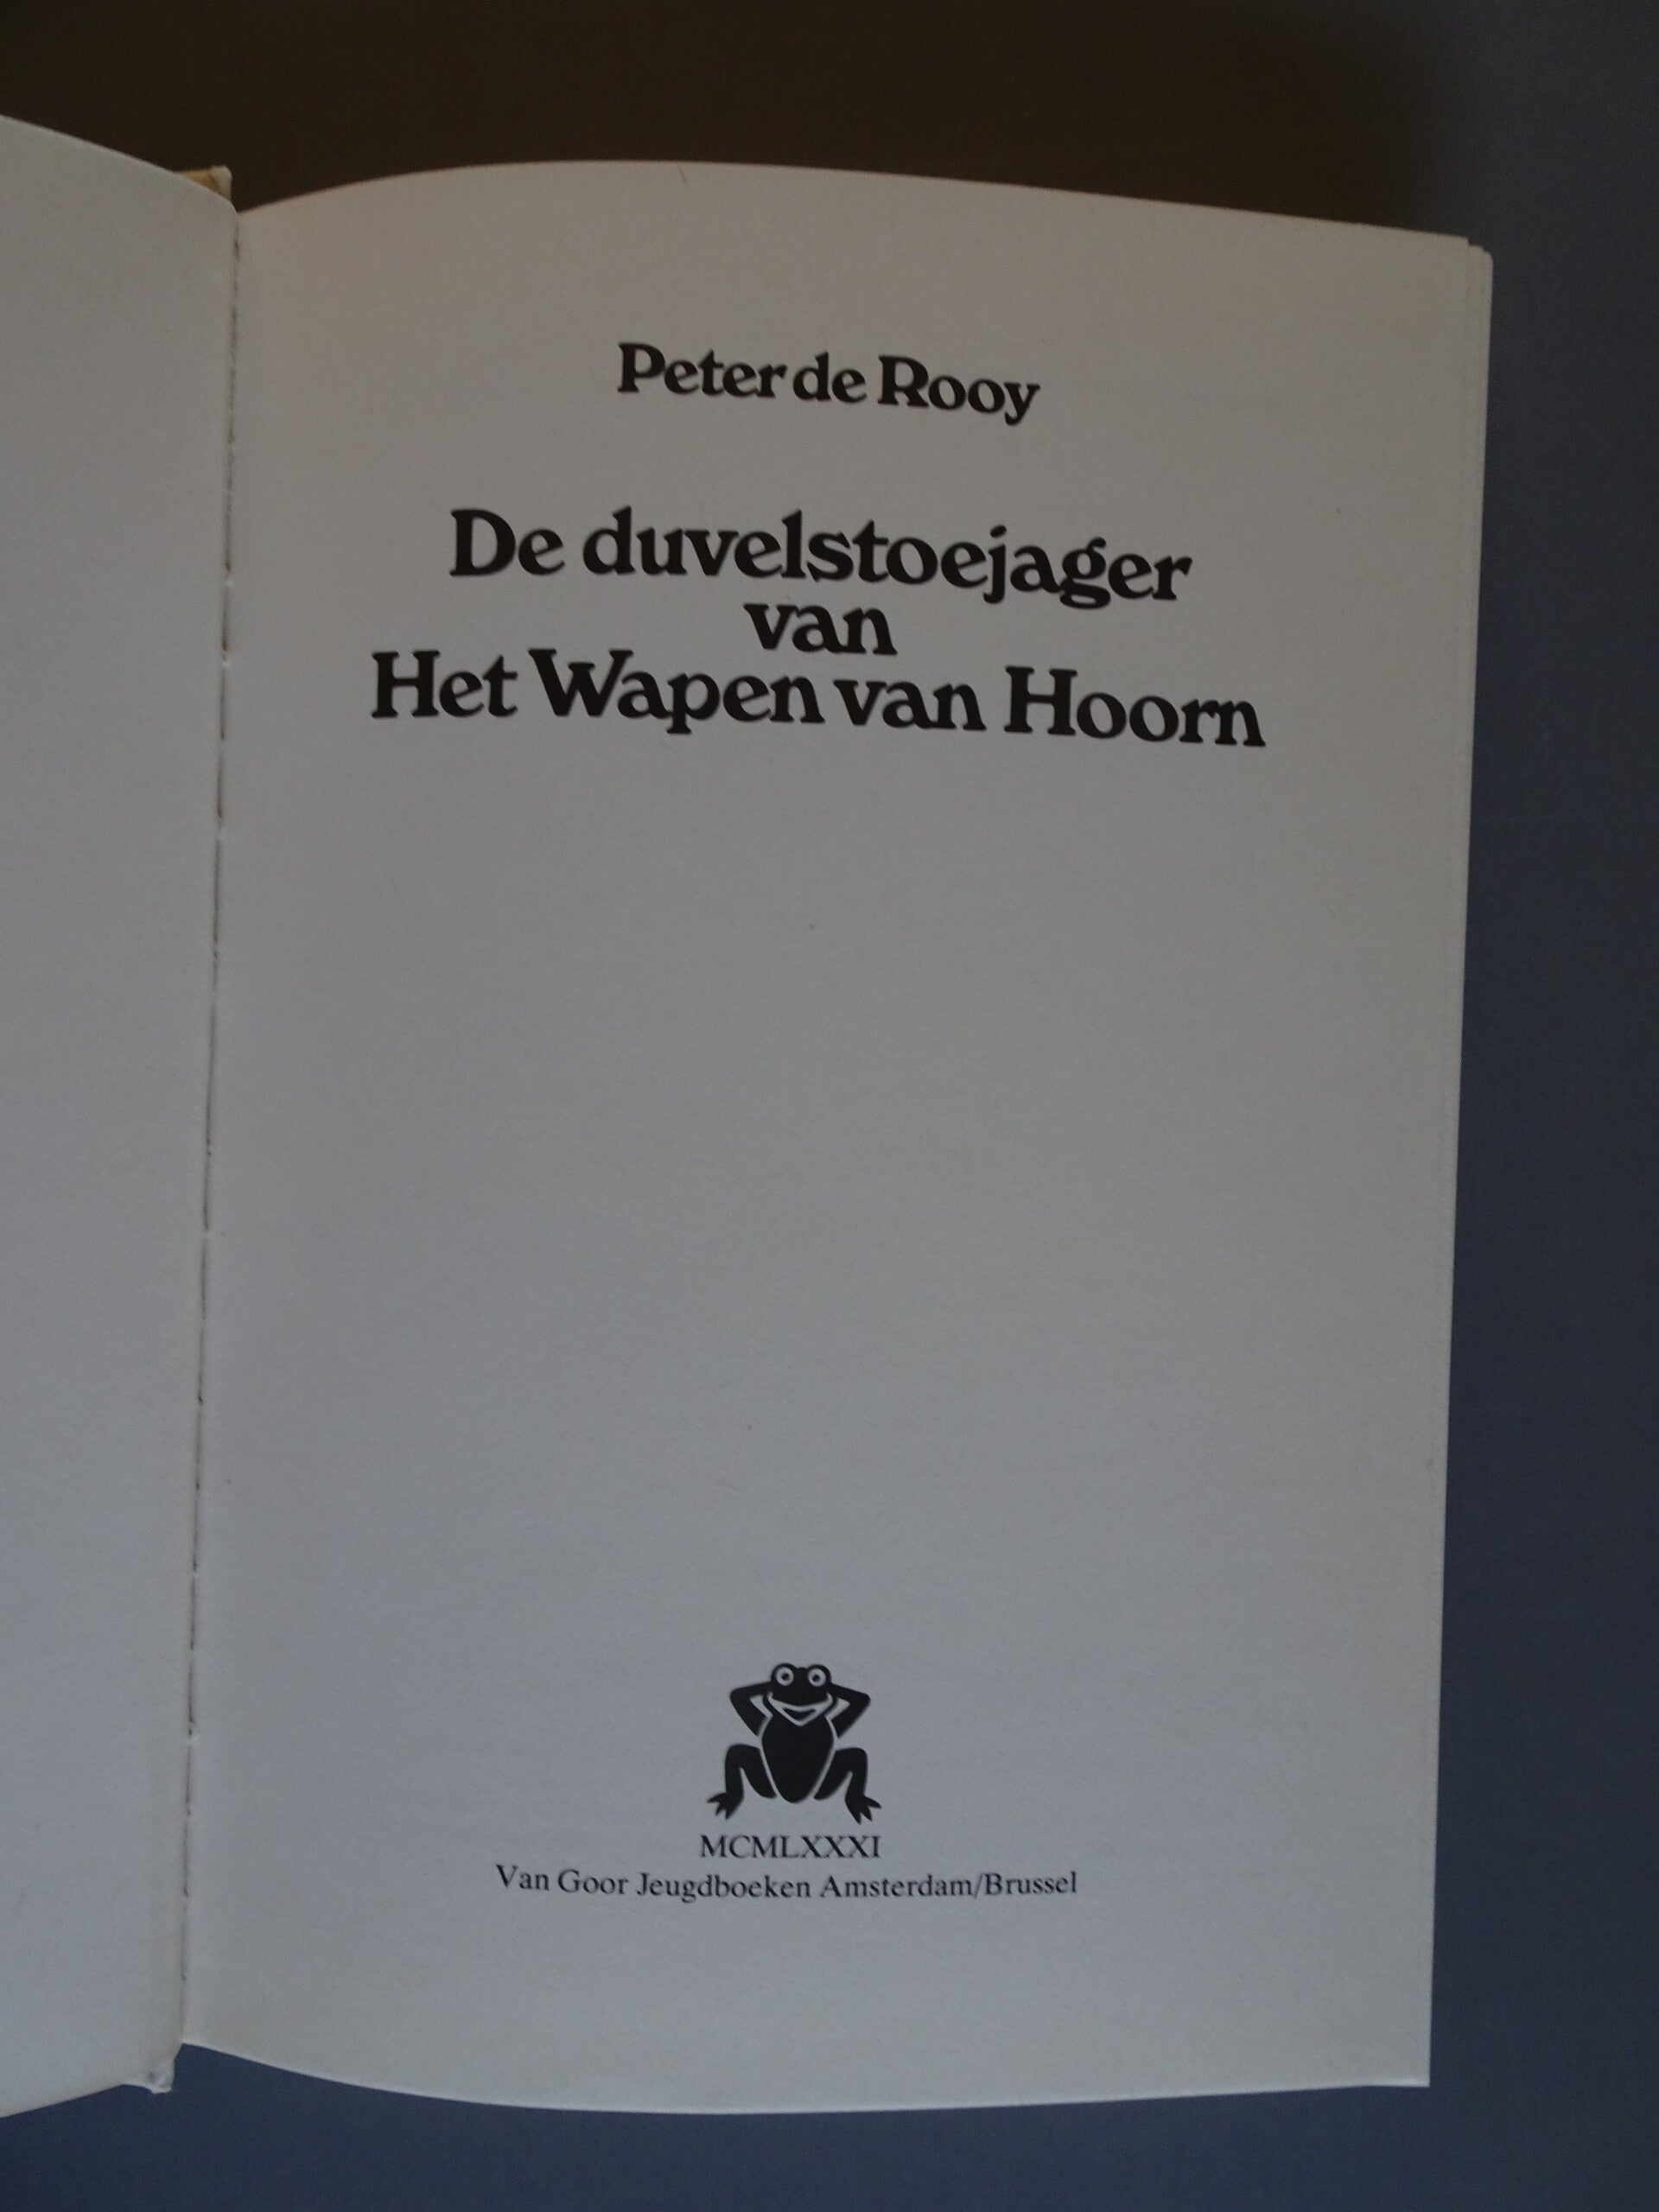 Peter de Rooy
De duvelstoejager
van
Het Wapen van Hoorn
MCMLXXXI
Van Goor Jeugdboeken Amsterdam/Brussel